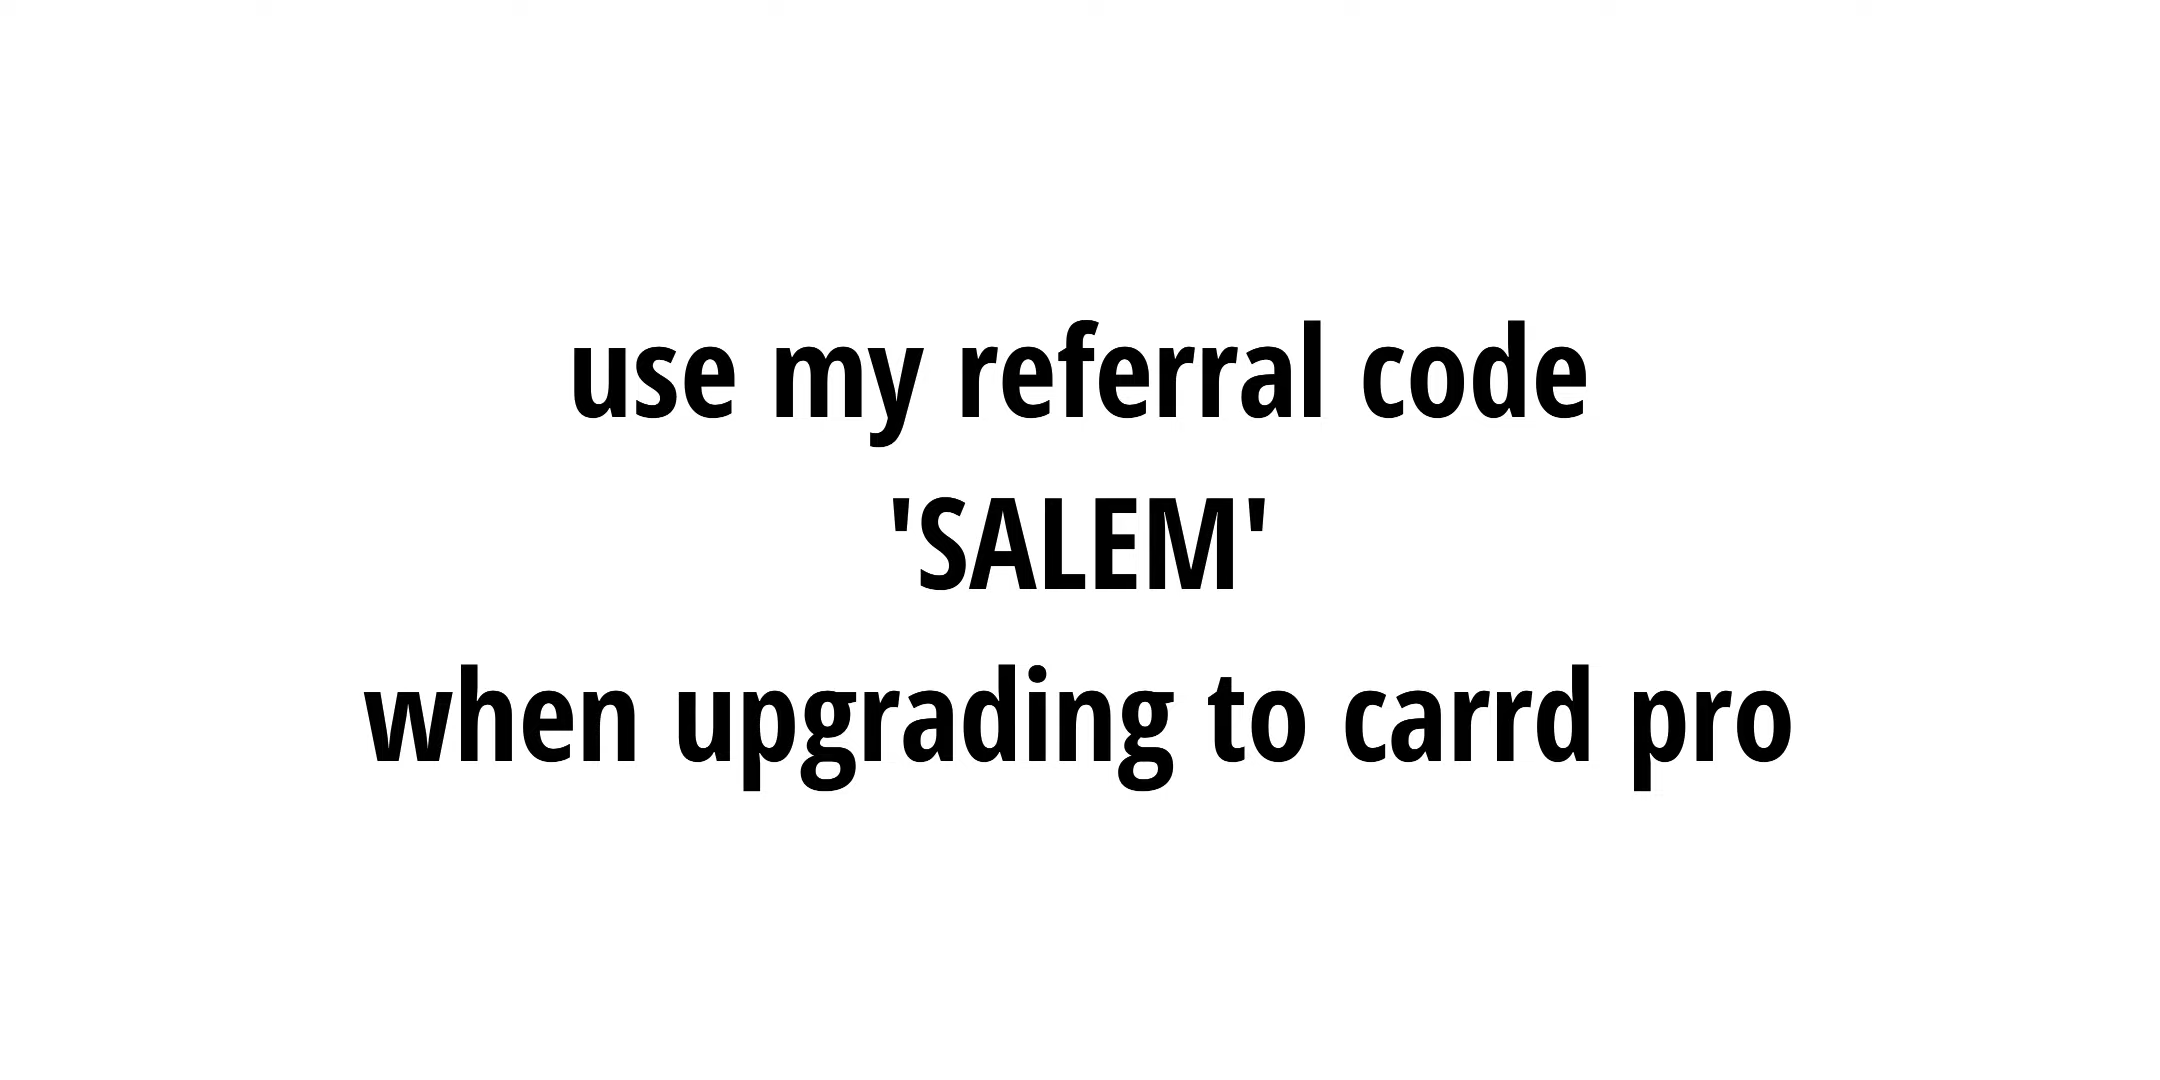 use my referral code
'SALEM'
when upgrading to carrd pro